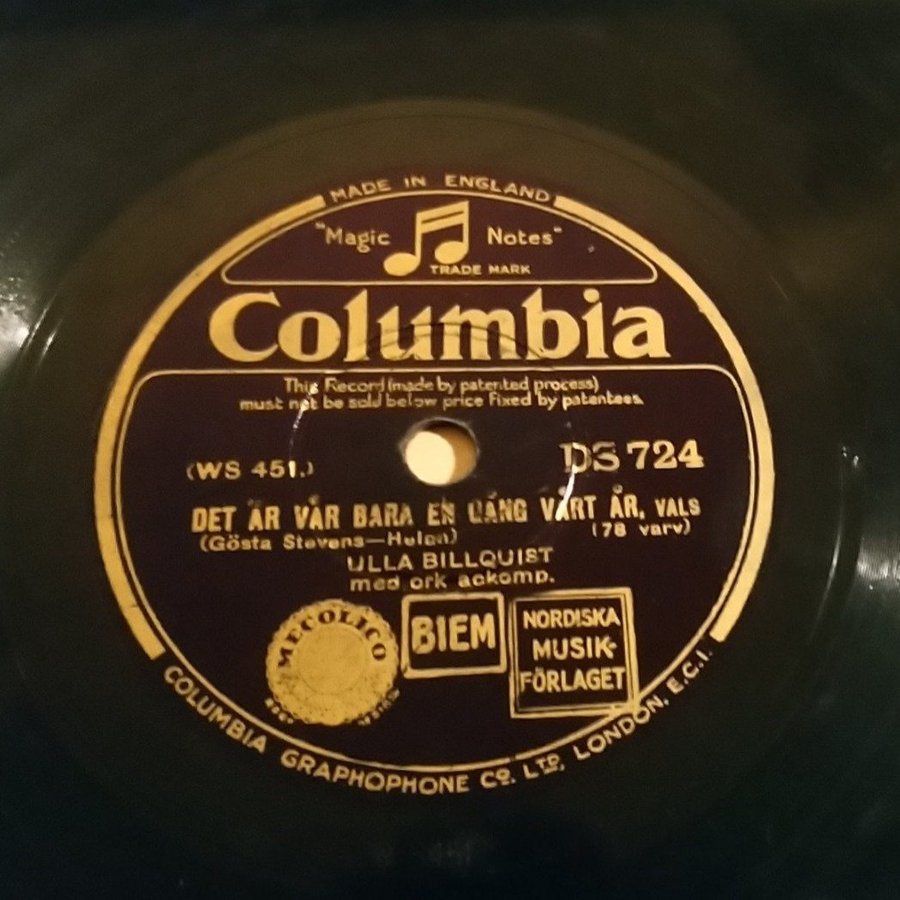 MADE IN ENGLAND
"Magic Notes"
TRADE MARK
Columbia
This Record (made by patented process)
must not be sold below price fixed by patentees.
(WS 451.)
DS 724
DET ÄR VÅR BARA EN GÅNG VÅRT ÅR, VALS
(Gösta Stevens—Helan)
(78 varv)
ULLA BILLQUIST
med ork ackomp.
MECOLICO
BIEM
NORDISKA
MUSIK-
FÖRLAGET
COLUMBIA GRAPHOPHONE CO. LTD, LONDON, E.C.1.